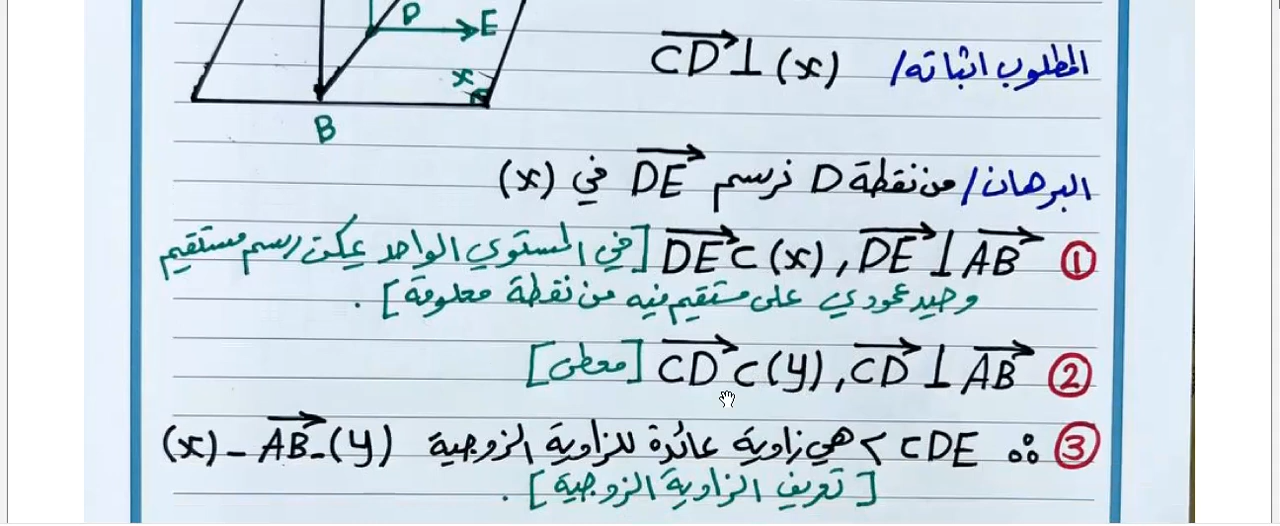 D
E
x
B
المطلوب اثباته/ CD⊥(x)
البرهان/ من نقطة D نرسم DE في (x)
① DE⊂(x), DE⊥AB [في المستوي الواحد يمكن رسم مستقيم
وحيد عمودي على مستقيم فيه من نقطة معلومة].
② CD⊂(y), CD⊥AB [معطى]
③ ∴ CDE > هي زاوية عائدة للزاوية الزوجية (x)-AB-(y)
[تعريف الزاوية الزوجية].